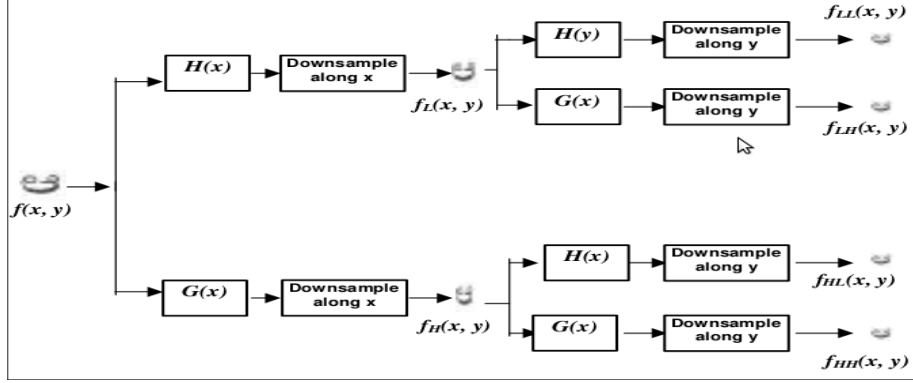 f(x, y)
H(x)
Downsample
along x
fL(x, y)
H(y)
Downsample
along y
fLL(x, y)
G(x)
Downsample
along y
fLH(x, y)
G(x)
Downsample
along x
fH(x, y)
H(x)
Downsample
along y
fHL(x, y)
G(x)
Downsample
along y
fHH(x, y)